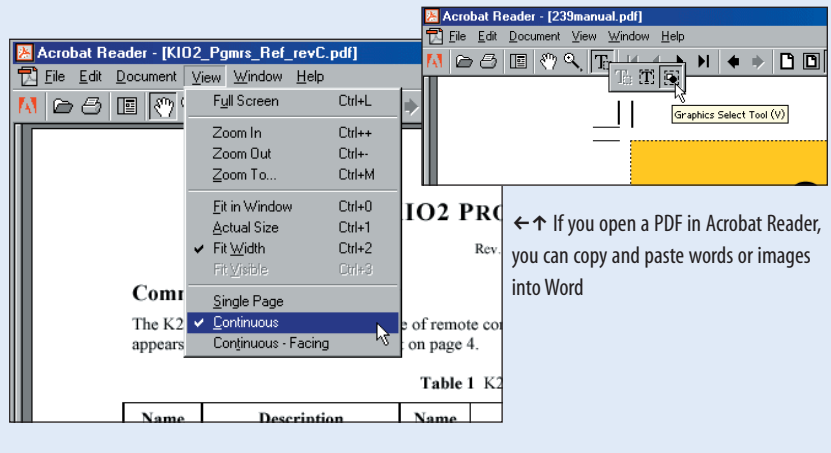 Acrobat Reader - [239manual.pdf]
File Edit Document View Window Help
Graphics Select Tool (V)
Acrobat Reader - [KIO2_Pgmrs_Ref_revC.pdf]
File Edit Document View Window Help
Full Screen Ctrl+L
Zoom In Ctrl++
Zoom Out Ctrl+-
Zoom To... Ctrl+M
Fit in Window Ctrl+0
Actual Size Ctrl+1
Fit Width Ctrl+2
Fit Visible Ctrl+3
Single Page
Continuous
Continuous - Facing
IO2 PRO
Rev.
Comm
The K2 e of remote co
appears on page 4.
Table 1 K2
Name Description Name
←↑ If you open a PDF in Acrobat Reader,
you can copy and paste words or images
into Word